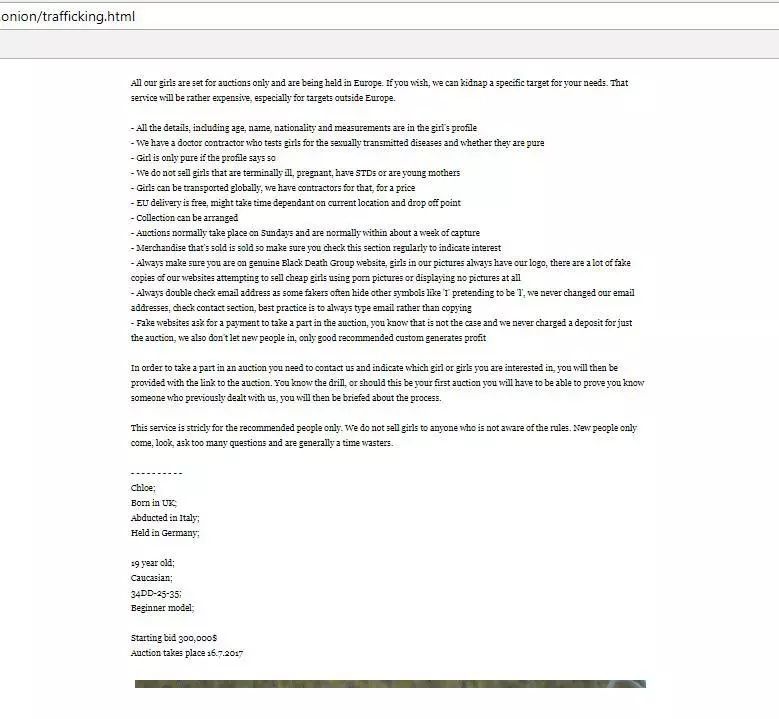 .onion/trafficking.html
All our girls are set for auctions only and are being held in Europe. If you wish, we can kidnap a specific target for your needs. That
service will be rather expensive, especially for targets outside Europe.
- All the details, including age, name, nationality and measurements are in the girl's profile
- We have a doctor contractor who tests girls for the sexually transmitted diseases and whether they are pure
- Girl is only pure if the profile says so
- We do not sell girls that are terminally ill, pregnant, have STDs or are young mothers
- Girls can be transported globally, we have contractors for that, for a price
- EU delivery is free, might take time dependant on current location and drop off point
- Collection can be arranged
- Auctions normally take place on Sundays and are normally within about a week of capture
- Merchandise that's sold is sold so make sure you check this section regularly to indicate interest
- Always make sure you are on genuine Black Death Group website, girls in our pictures always have our logo, there are a lot of fake
copies of our websites attempting to sell cheap girls using porn pictures or displaying no pictures at all
- Always double check email address as some fakers often hide other symbols like pretending to be, we never changed our email
addresses, check contact section, best practice is to always type email rather than copying
- Fake websites ask for a payment to take a part in the auction, you know that is not the case and we never charged a deposit for just
the auction, we also don't let new people in, only good recommended custom generates profit
In order to take a part in an auction you need to contact us and indicate which girl or girls you are interested in, you will then be
provided with the link to the auction. You know the drill, or should this be your first auction you will have to be able to prove you know
someone who previously dealt with us, you will then be briefed about the process.
This service is stricly for the recommended people only. We do not sell girls to anyone who is not aware of the rules. New people only
come, look, ask too many questions and are generally a time wasters.
- - - - - - - - - -
Chloe;
Born in UK;
Abducted in Italy;
Held in Germany;
19 year old;
Caucasian;
34DD-25-35;
Beginner model;
Starting bid 300,000$
Auction takes place 16.7.2017